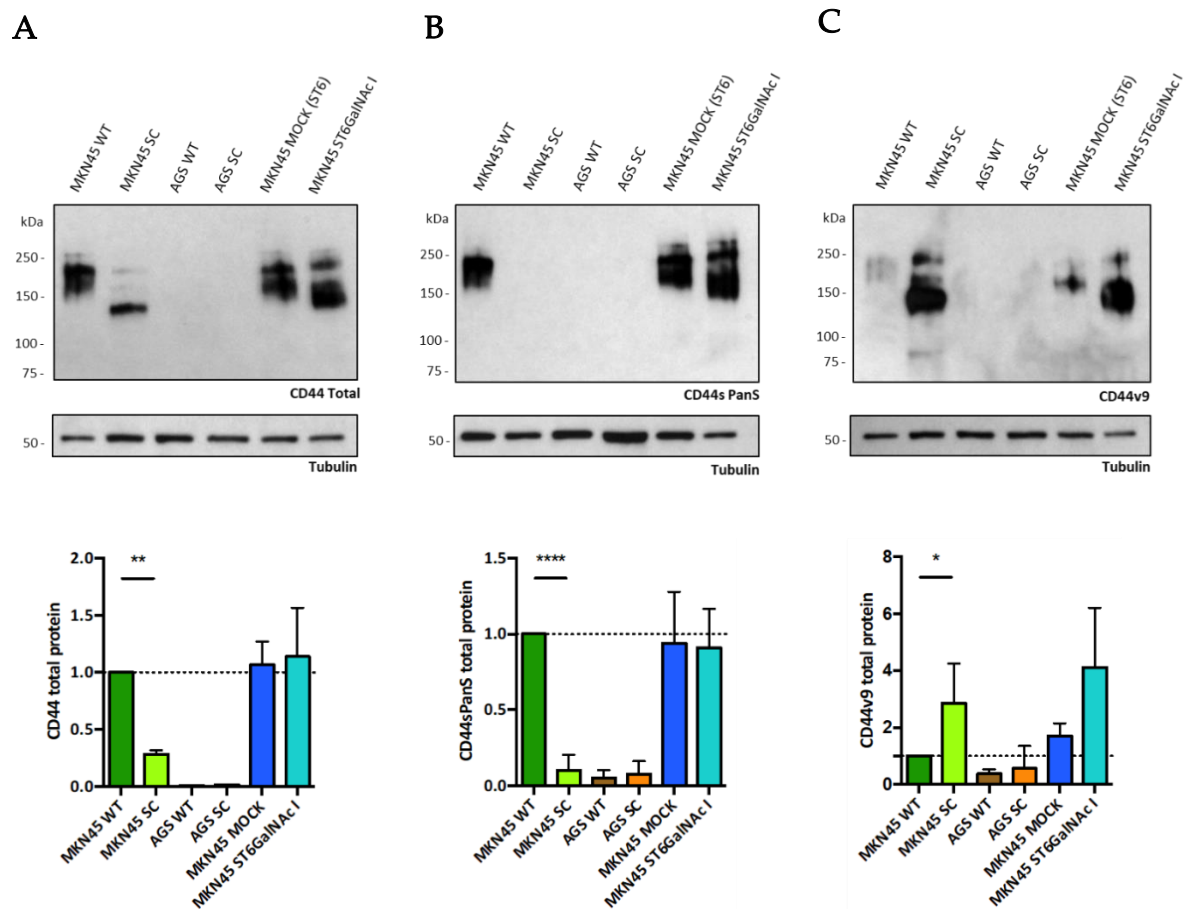 A
B
C
MKN45 WT
MKN45 SC
AGS WT
AGS SC
MKN45 MOCK (ST6)
MKN45 ST6GalNAc I
kDa
250 -
150 -
100 -
75 -
CD44 Total
50 -
Tubulin
MKN45 WT
MKN45 SC
AGS WT
AGS SC
MKN45 MOCK (ST6)
MKN45 ST6GalNAc I
kDa
250 -
150 -
100 -
75 -
CD44s PanS
50 -
Tubulin
MKN45 WT
MKN45 SC
AGS WT
AGS SC
MKN45 MOCK (ST6)
MKN45 ST6GalNAc I
kDa
250 -
150 -
100 -
75 -
CD44v9
50 -
Tubulin
CD44 total protein
2.0
1.5
1.0
0.5
0.0
**
MKN45 WT
MKN45 SC
AGS WT
AGS SC
MKN45 MOCK
MKN45 ST6GalNAc I
CD44sPanS total protein
1.5
1.0
0.5
0.0
****
MKN45 WT
MKN45 SC
AGS WT
AGS SC
MKN45 MOCK
MKN45 ST6GalNAc I
CD44v9 total protein
8
6
4
2
0
*
MKN45 WT
MKN45 SC
AGS WT
AGS SC
MKN45 MOCK
MKN45 ST6GalNAc I